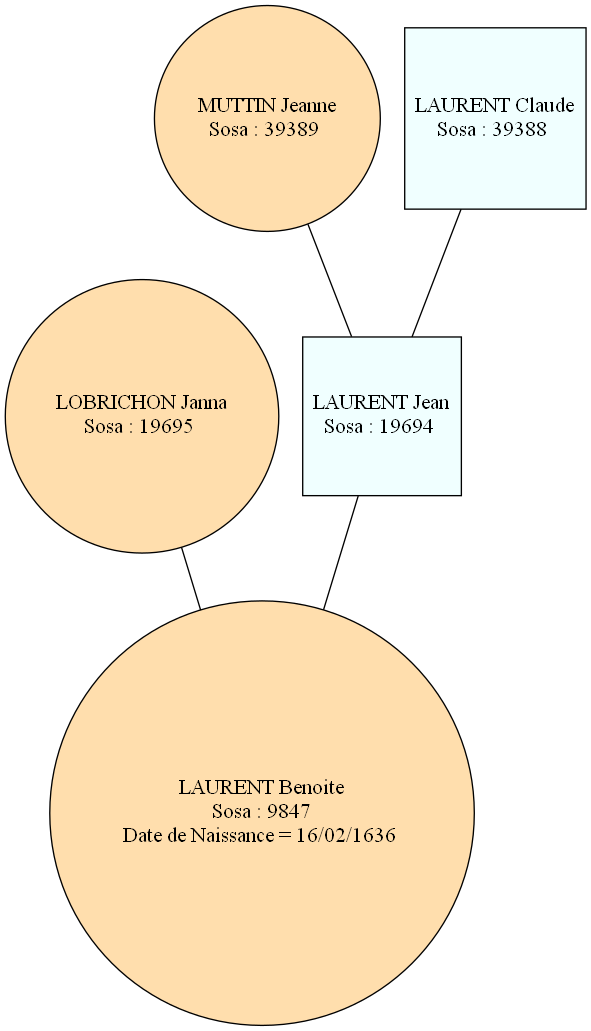 MUTTIN Jeanne
Sosa : 39389
LAURENT Claude
Sosa : 39388
LOBRICHON Janna
Sosa : 19695
LAURENT Jean
Sosa : 19694
LAURENT Benoite
Sosa : 9847
Date de Naissance = 16/02/1636